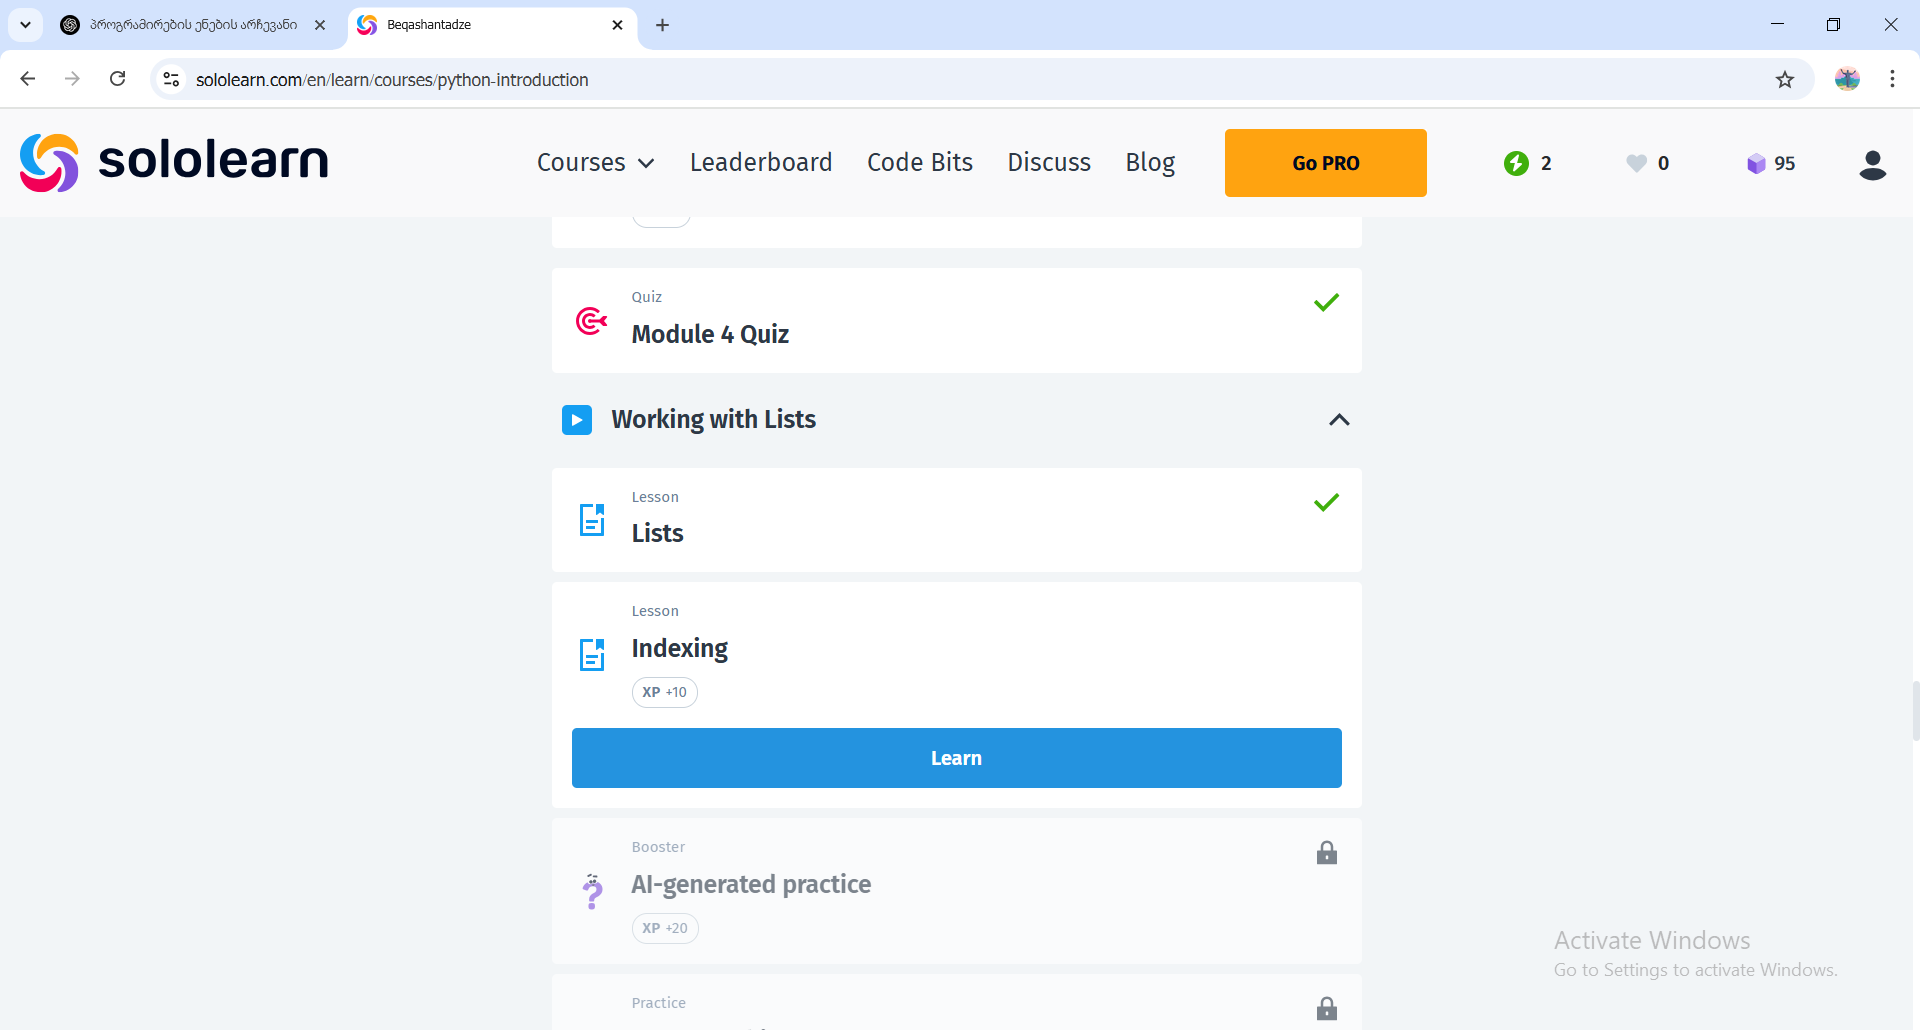 პროგრამირების ენების არჩევანი
Beqashantadze
sololearn.com/en/learn/courses/python-introduction
sololearn
Courses
Leaderboard
Code Bits
Discuss
Blog
Go PRO
2
0
95
Quiz
Module 4 Quiz
Working with Lists
Lesson
Lists
Lesson
Indexing
XP +10
Learn
Booster
AI-generated practice
XP +20
Practice
Activate Windows
Go to Settings to activate Windows.